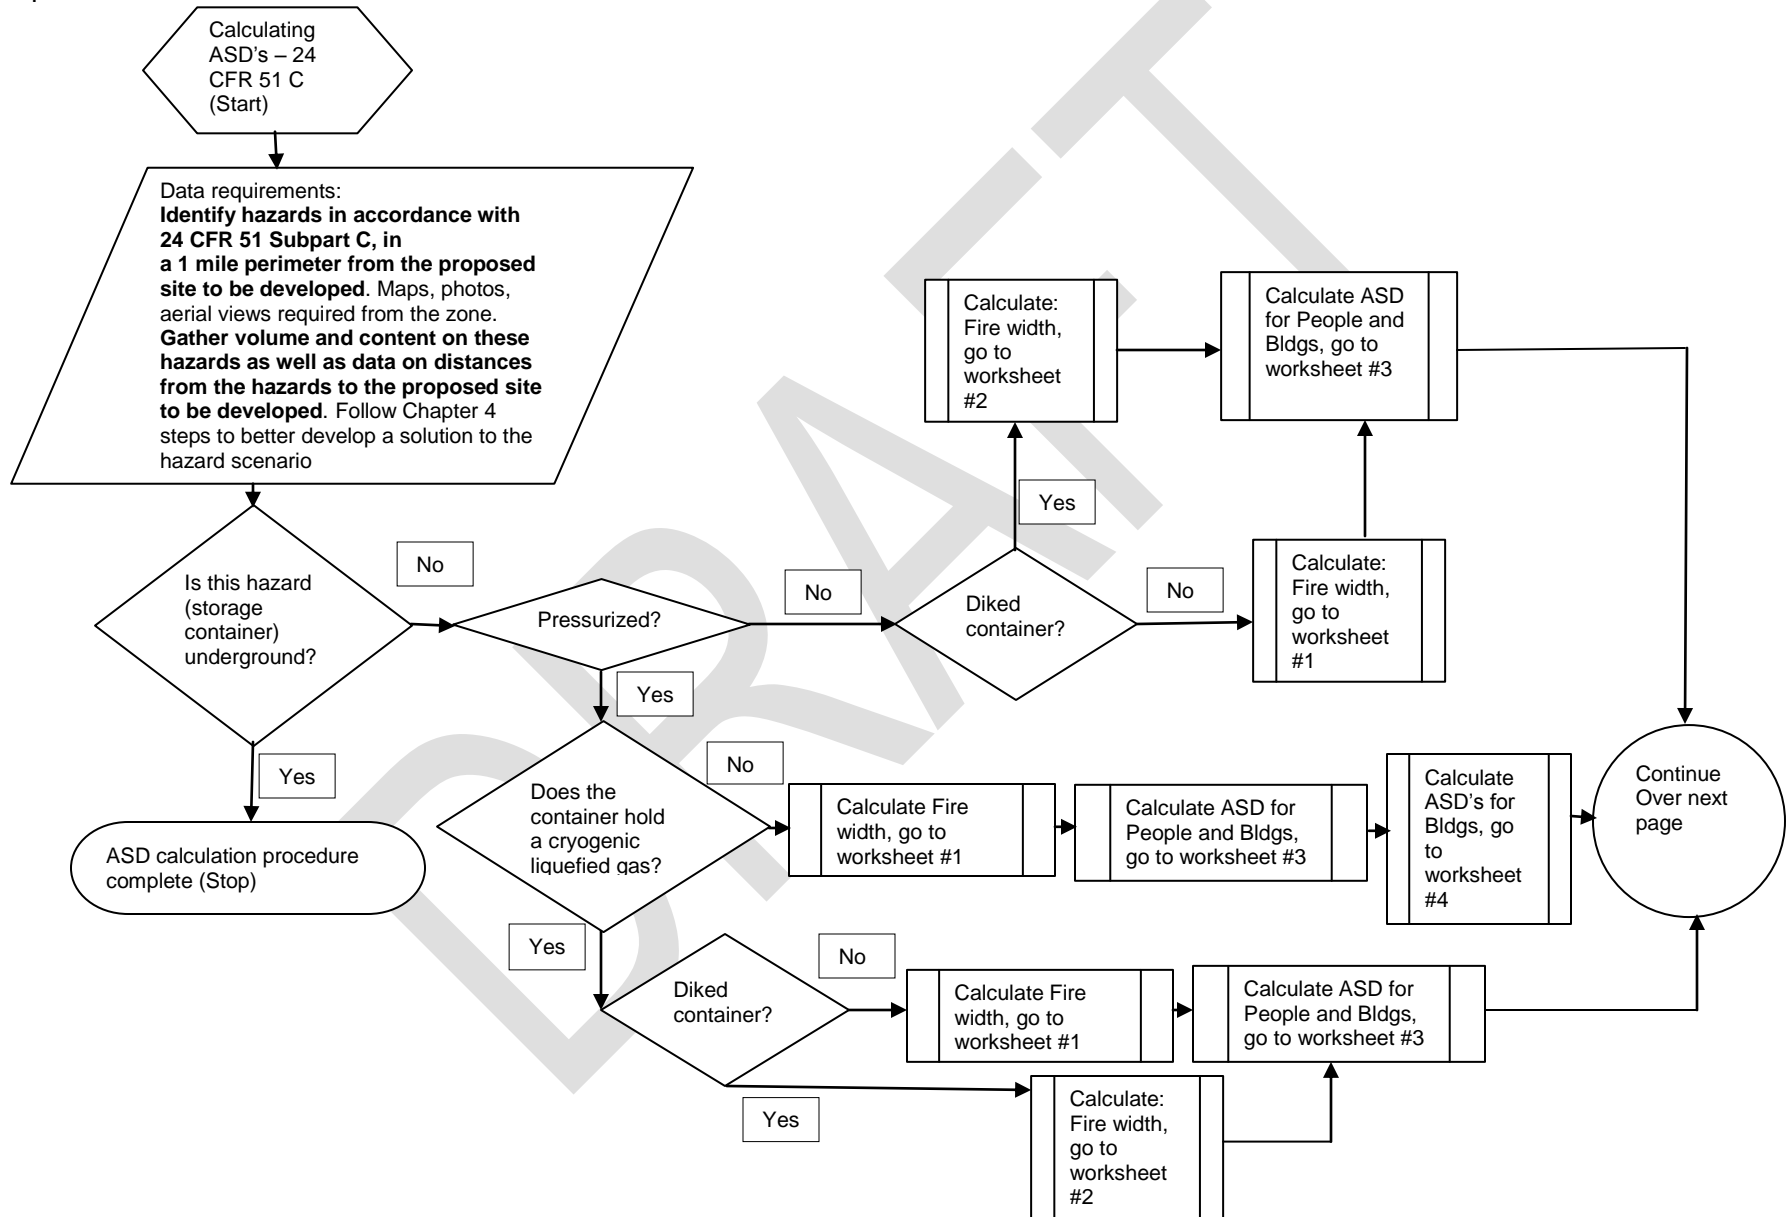 Calculating
ASD's – 24
CFR 51 C
(Start)
Data requirements:
Identify hazards in accordance with
24 CFR 51 Subpart C, in
a 1 mile perimeter from the proposed
site to be developed. Maps, photos,
aerial views required from the zone.
Gather volume and content on these
hazards as well as data on distances
from the hazards to the proposed site
to be developed. Follow Chapter 4
steps to better develop a solution to the
hazard scenario
Is this hazard
(storage
container)
underground?
No
Yes
ASD calculation procedure
complete (Stop)
Pressurized?
No
Yes
Diked
container?
Yes
No
Calculate:
Fire width,
go to
worksheet
#2
Calculate ASD
for People and
Bldgs, go to
worksheet #3
Calculate:
Fire width,
go to
worksheet
#1
Does the
container hold
a cryogenic
liquefied gas?
No
Yes
Calculate Fire
width, go to
worksheet #1
Calculate ASD for
People and Bldgs,
go to worksheet #3
Calculate
ASD's for
Bldgs, go
to
worksheet
#4
Continue
Over next
page
Diked
container?
No
Yes
Calculate Fire
width, go to
worksheet #1
Calculate ASD for
People and Bldgs,
go to worksheet #3
Calculate:
Fire width,
go to
worksheet
#2
DRAFT